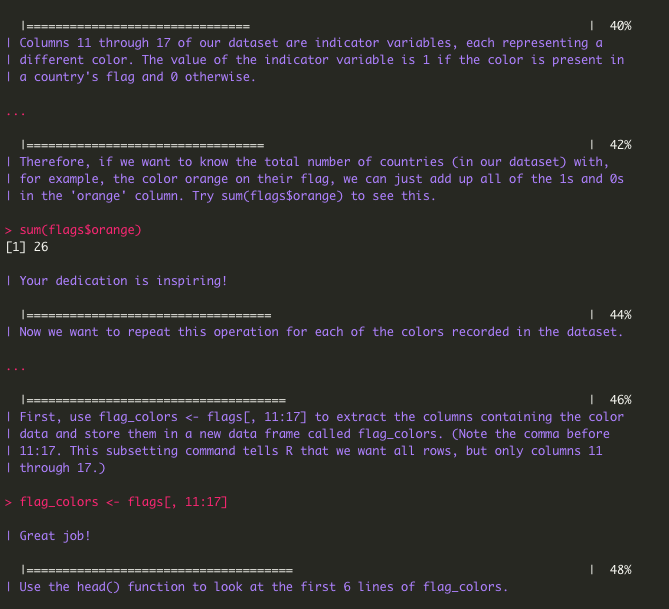 |===============================                                               |  40%
| Columns 11 through 17 of our dataset are indicator variables, each representing a
| different color. The value of the indicator variable is 1 if the color is present in
| a country's flag and 0 otherwise.
...
|=================================                                             |  42%
| Therefore, if we want to know the total number of countries (in our dataset) with,
| for example, the color orange on their flag, we can just add up all of the 1s and 0s
| in the 'orange' column. Try sum(flags$orange) to see this.
> sum(flags$orange)
[1] 26
| Your dedication is inspiring!
|==================================                                            |  44%
| Now we want to repeat this operation for each of the colors recorded in the dataset.
...
|====================================                                          |  46%
| First, use flag_colors <- flags[, 11:17] to extract the columns containing the color
| data and store them in a new data frame called flag_colors. (Note the comma before
| 11:17. This subsetting command tells R that we want all rows, but only columns 11
| through 17.)
> flag_colors <- flags[, 11:17]
| Great job!
|=====================================                                         |  48%
| Use the head() function to look at the first 6 lines of flag_colors.